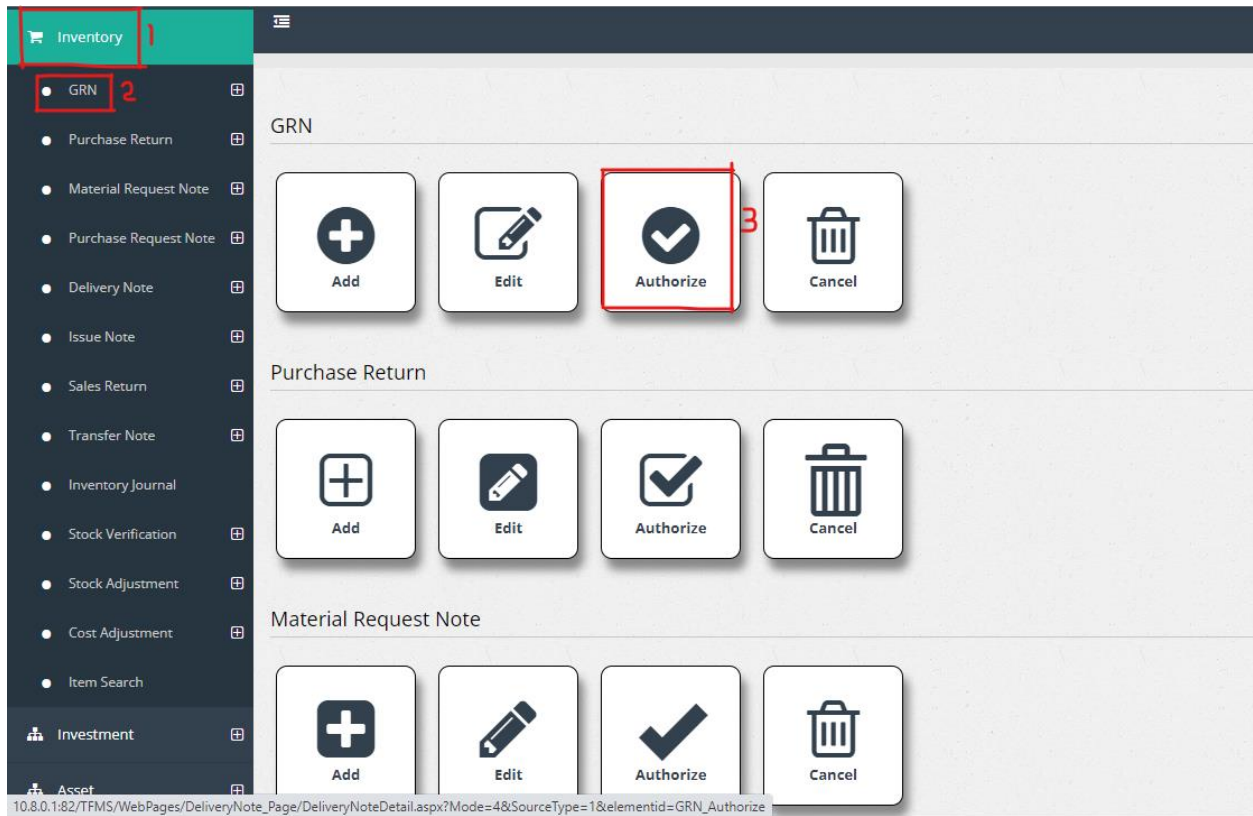 Inventory 1
GRN 2
Purchase Return
Material Request Note
Purchase Request Note
Delivery Note
Issue Note
Sales Return
Transfer Note
Inventory Journal
Stock Verification
Stock Adjustment
Cost Adjustment
Item Search
Investment
Asset
GRN
Add Edit Authorize 3 Cancel
Purchase Return
Add Edit Authorize Cancel
Material Request Note
Add Edit Authorize Cancel
10.8.0.1:82/TFMS/WebPages/DeliveryNote_Page/DeliveryNoteDetail.aspx?Mode=4&SourceType=1&elementid=GRN_Authorize